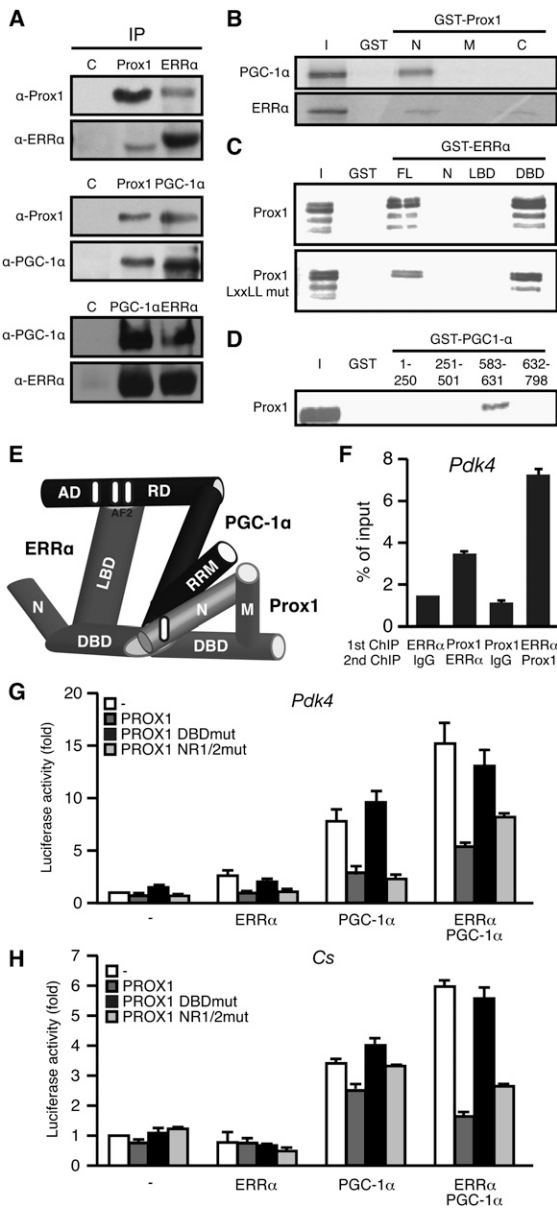 A
IP
C Prox1 ERRα
α-Prox1
α-ERRα
C Prox1 PGC-1α
α-Prox1
α-PGC-1α
C PGC-1α ERRα
α-PGC-1α
α-ERRα
B
GST-Prox1
I GST N M C
PGC-1α
ERRα
C
GST-ERRα
I GST FL N LBD DBD
Prox1
Prox1
LxxLL mut
D
GST-PGC1-α
I GST 1-250 251-501 583-631 632-798
Prox1
E
AD RD
AF2
PGC-1α
ERRα
LBD
RRM
Prox1
N
N
M
DBD
DBD
F
Pdk4
% of input
8
6
4
2
0
1st ChIP ERRα Prox1 Prox1 ERRα
2nd ChIP IgG ERRα IgG Prox1
G
Pdk4
Luciferase activity (fold)
20
15
10
5
0
-
PROX1
PROX1 DBDmut
PROX1 NR1/2mut
- ERRα PGC-1α ERRα
PGC-1α
H
Cs
Luciferase activity (fold)
7
6
5
4
3
2
1
0
-
PROX1
PROX1 DBDmut
PROX1 NR1/2mut
- ERRα PGC-1α ERRα
PGC-1α